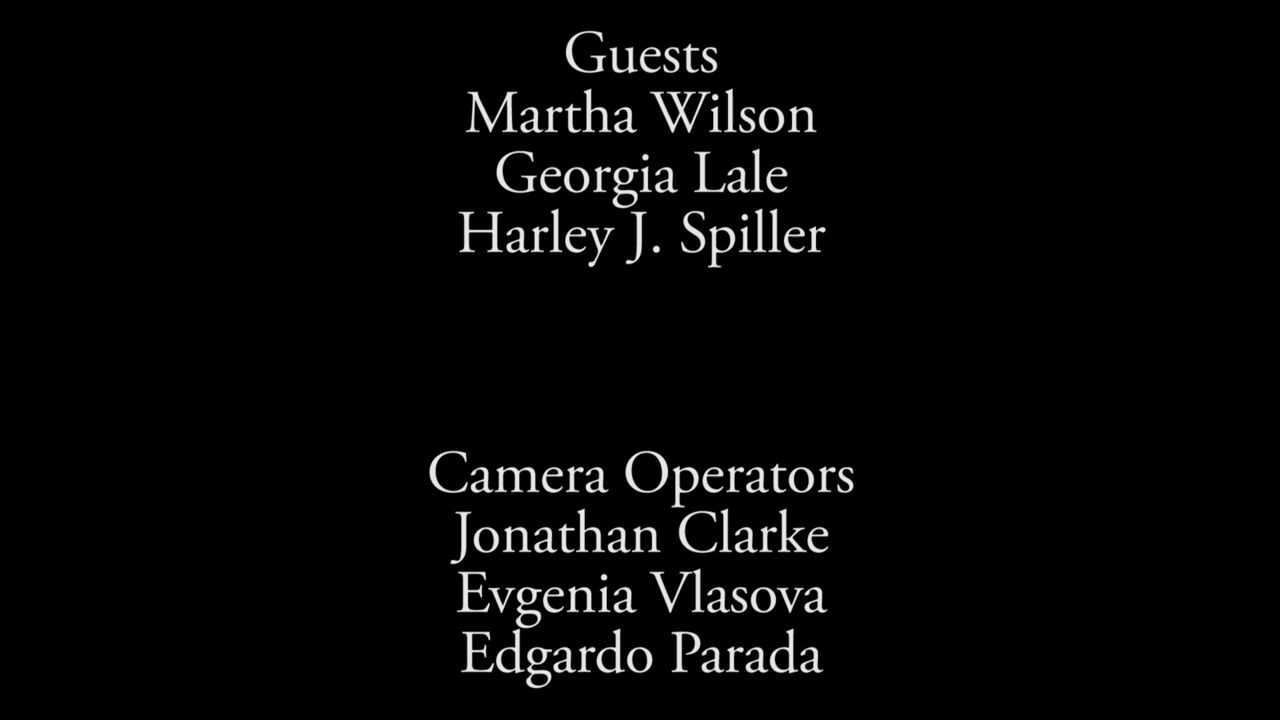 Guests
Martha Wilson
Georgia Lale
Harley J. Spiller
Camera Operators
Jonathan Clarke
Evgenia Vlasova
Edgardo Parada